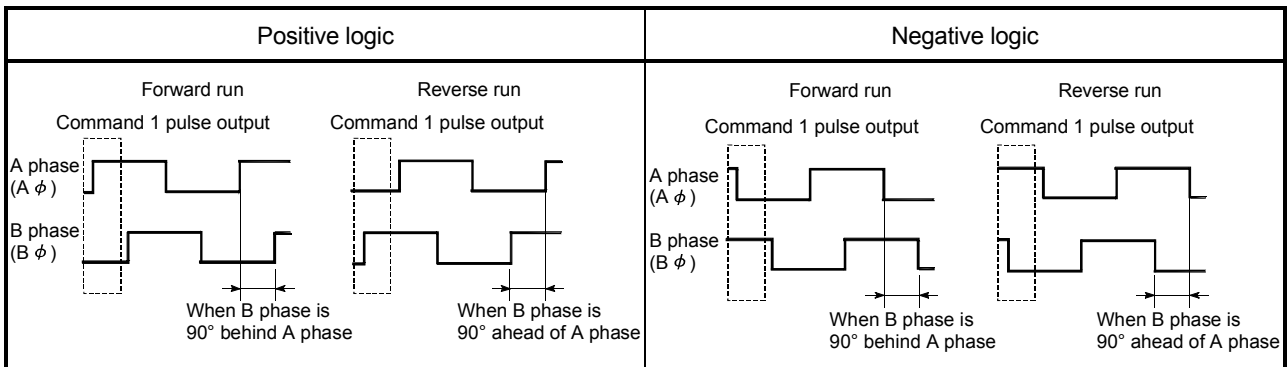 Positive logic
Negative logic
Forward run
Reverse run
Command 1 pulse output
Command 1 pulse output
A phase
(A ϕ)
B phase
(B ϕ)
When B phase is
90° behind A phase
When B phase is
90° ahead of A phase
Forward run
Reverse run
Command 1 pulse output
Command 1 pulse output
A phase
(A ϕ)
B phase
(B ϕ)
When B phase is
90° behind A phase
When B phase is
90° ahead of A phase